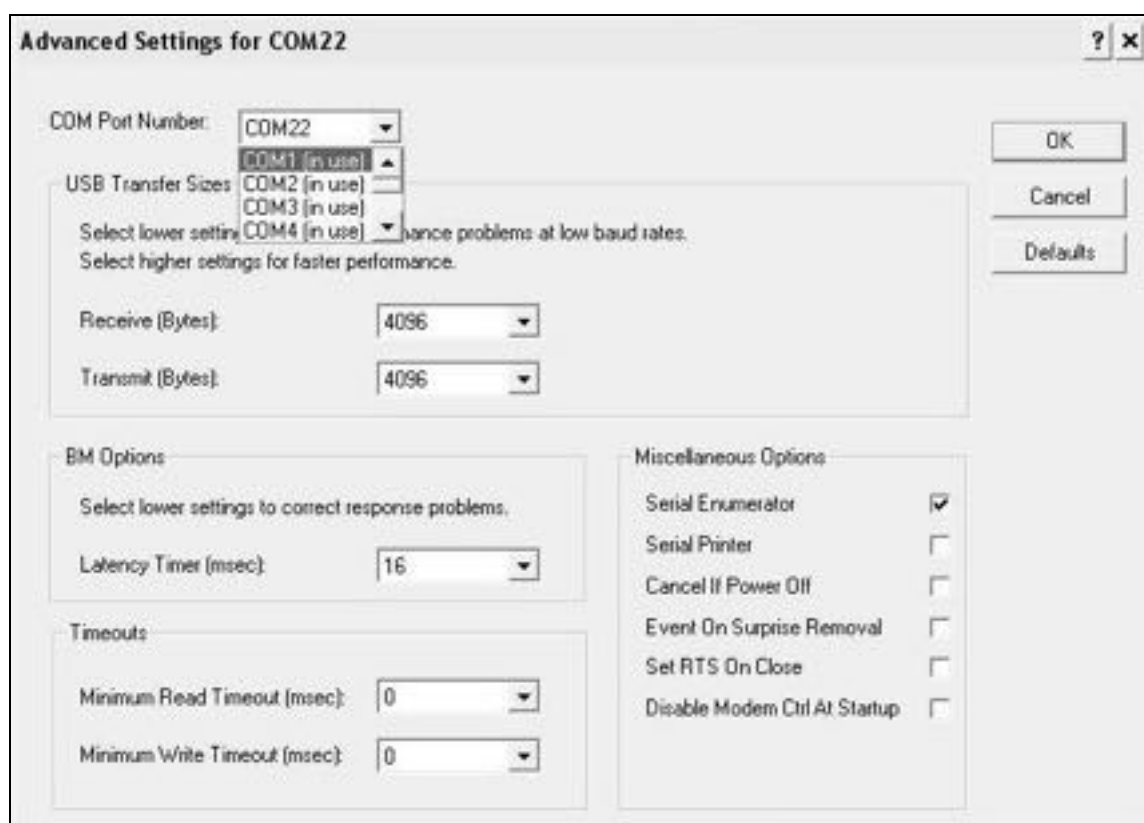 Advanced Settings for COM22
? ×
COM Port Number:
COM22
COM1 (in use)
COM2 (in use)
COM3 (in use)
COM4 (in use)
OK
Cancel
Defaults
USB Transfer Sizes
Select lower settin mance problems at low baud rates.
Select higher settings for faster performance.
Receive (Bytes):
4096
Transmit (Bytes):
4096
BM Options
Select lower settings to correct response problems.
Latency Timer (msec):
16
Timeouts
Minimum Read Timeout (msec):
0
Minimum Write Timeout (msec):
0
Miscellaneous Options
Serial Enumerator
Serial Printer
Cancel If Power Off
Event On Surprise Removal
Set RTS On Close
Disable Modem Ctrl At Startup